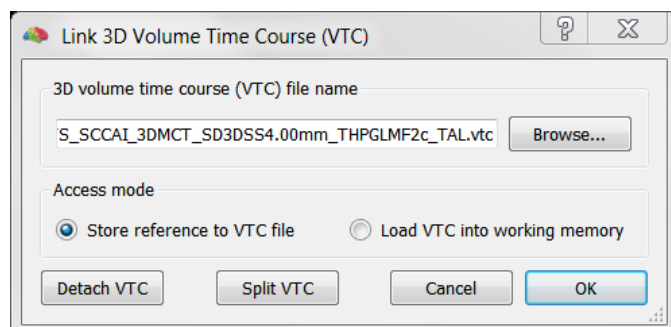 Link 3D Volume Time Course (VTC)
3D volume time course (VTC) file name
S_SCCAI_3DMCT_SD3DSS4.00mm_THPGLMF2c_TAL.vtc
Browse...
Access mode
Store reference to VTC file
Load VTC into working memory
Detach VTC
Split VTC
Cancel
OK